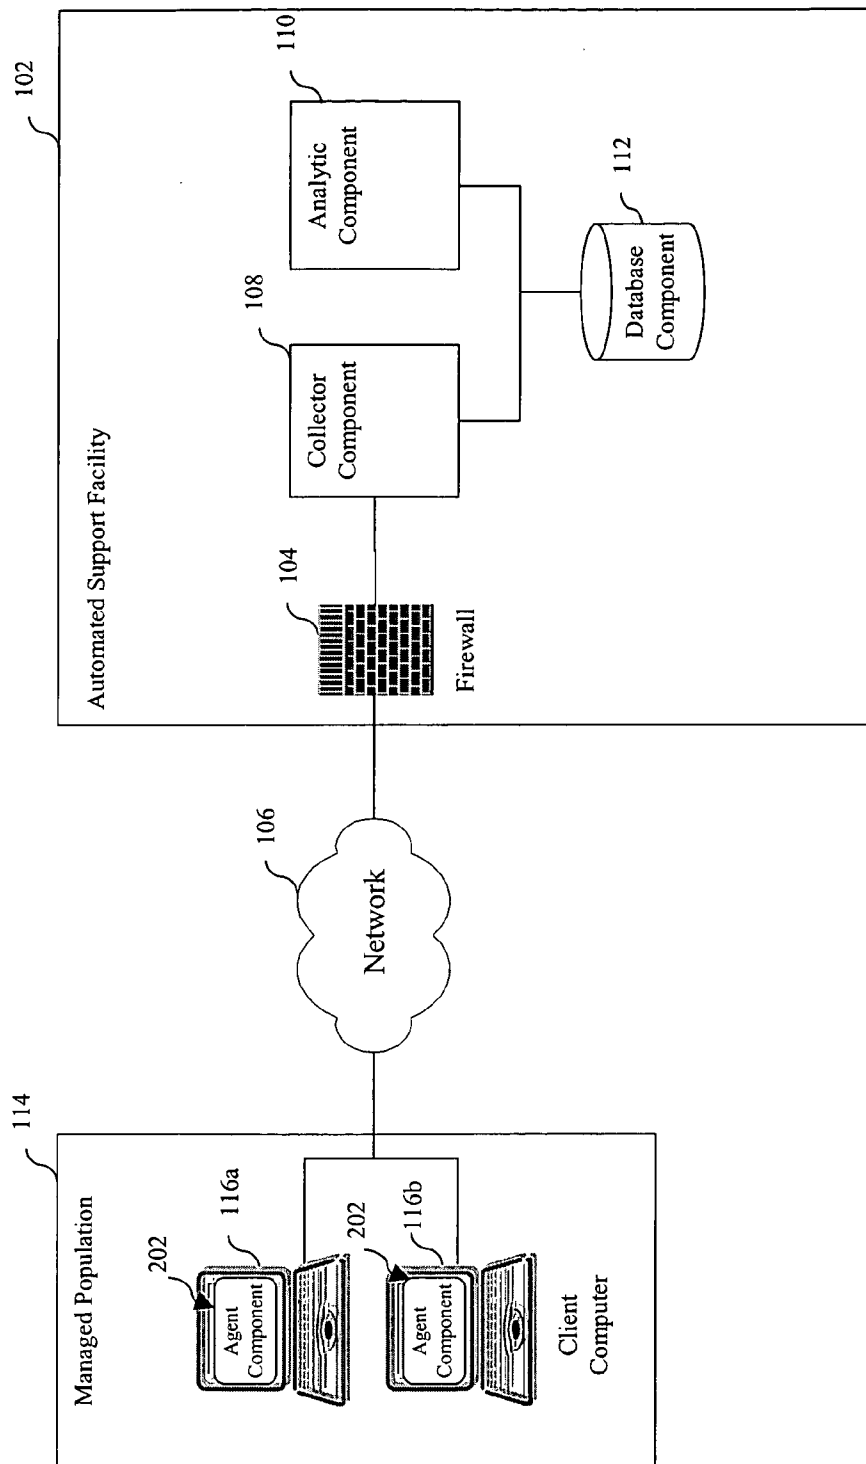 114
Managed Population
202
116a
Agent
Component
202
116b
Agent
Component
Client
Computer
106
Network
102
Automated Support Facility
104
Firewall
108
Collector
Component
110
Analytic
Component
112
Database
Component